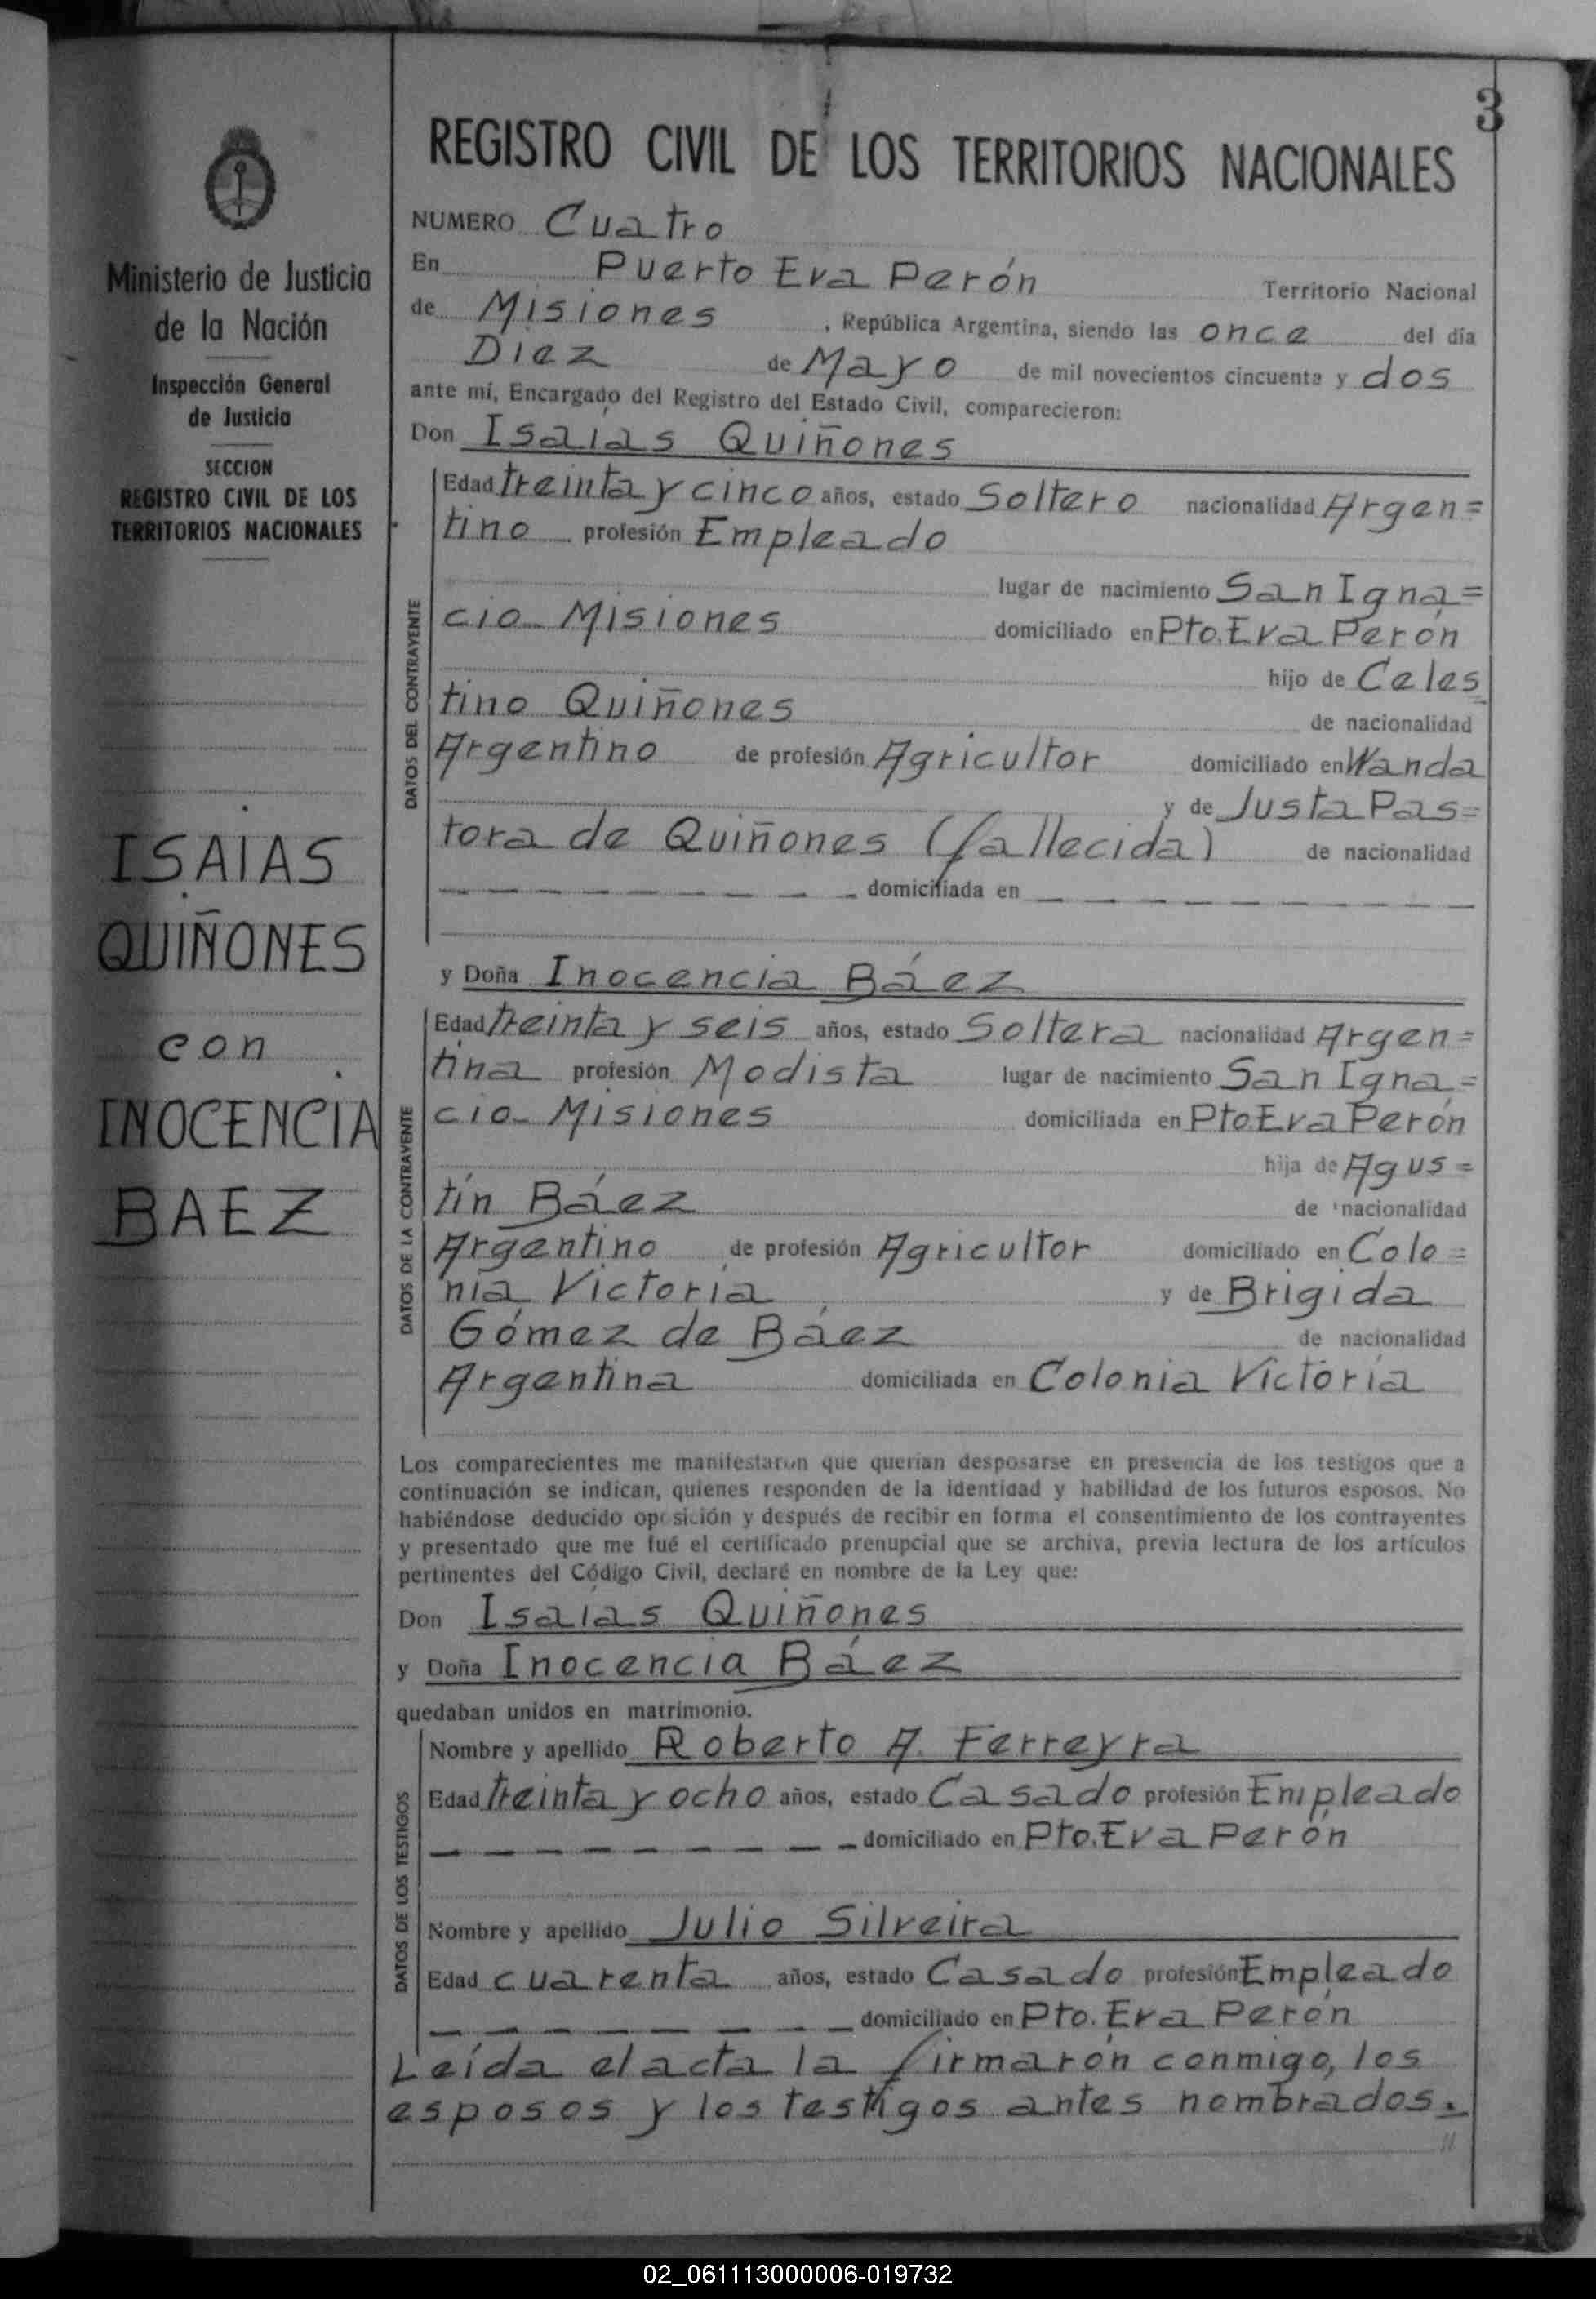 3
REGISTRO CIVIL DE LOS TERRITORIOS NACIONALES
Ministerio de Justicia
de la Nación
Inspección General
de Justicia
SECCION
REGISTRO CIVIL DE LOS
TERRITORIOS NACIONALES
ISAIAS
QUIÑONES
con
INOCENCIA
BAEZ
NUMERO Cuatro
En Puerto Eva Perón Territorio Nacional
de Misiones, República Argentina, siendo las once del día
Diez de Mayo de mil novecientos cincuenta y dos
ante mí, Encargado del Registro del Estado Civil, comparecieron:
Don Isaías Quiñones
DATOS DEL CONTRAYENTE
Edad treinta y cinco años, estado Soltero nacionalidad Argen=
tino profesión Empleado
lugar de nacimiento San Igna=
cio- Misiones domiciliado en Pto. Eva Perón
hijo de Celes=
tino Quiñones de nacionalidad
Argentino de profesión Agricultor domiciliado en Wanda
y de Justa Pas=
tora de Quiñones (fallecida) de nacionalidad
domiciliada en
y Doña Inocencia Báez
DATOS DE LA CONTRAYENTE
Edad treinta y seis años, estado Soltera nacionalidad Argen=
tina profesión Modista lugar de nacimiento San Igna=
cio- Misiones domiciliada en Pto Eva Perón
hija de Agus=
tín Báez de nacionalidad
Argentino de profesión Agricultor domiciliado en Colo=
nia Victoria y de Brigida
Gómez de Báez de nacionalidad
Argentina domiciliada en Colonia Victoria
Los comparecientes me manifestaron que querían desposarse en presencia de los testigos que a
continuación se indican, quienes responden de la identidad y habilidad de los futuros esposos. No
habiéndose deducido oposición y después de recibir en forma el consentimiento de los contrayentes
y presentado que me fué el certificado prenupcial que se archiva, previa lectura de los artículos
pertinentes del Código Civil, declaré en nombre de la Ley que:
Don Isaías Quiñones
y Doña Inocencia Báez
quedaban unidos en matrimonio.
DATOS DE LOS TESTIGOS
Nombre y apellido Roberto A. Ferreyra
Edad treinta y ocho años, estado Casado profesión Empleado
domiciliado en Pto. Eva Perón
Nombre y apellido Julio Silveira
Edad cuarenta años, estado Casado profesión Empleado
domiciliado en Pto. Eva Perón
Leída el acta la firmarón conmigo, los
esposos y los testigos antes nombrados.
02_061113000006-019732